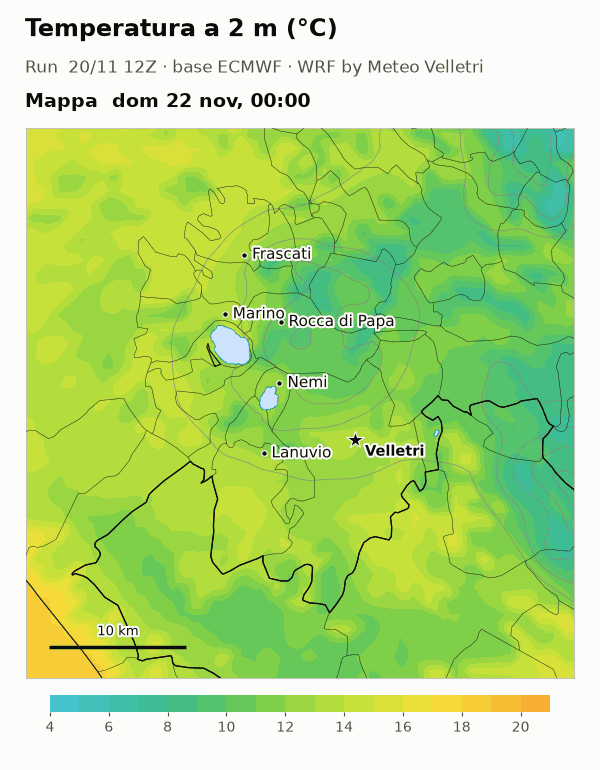 Temperatura a 2 m (°C)
Run  20/11 12Z · base ECMWF · WRF by Meteo Velletri
Mappa  dom 22 nov, 00:00
Frascati
Marino
Rocca di Papa
Nemi
Velletri
Lanuvio
10 km
4 6 8 10 12 14 16 18 20